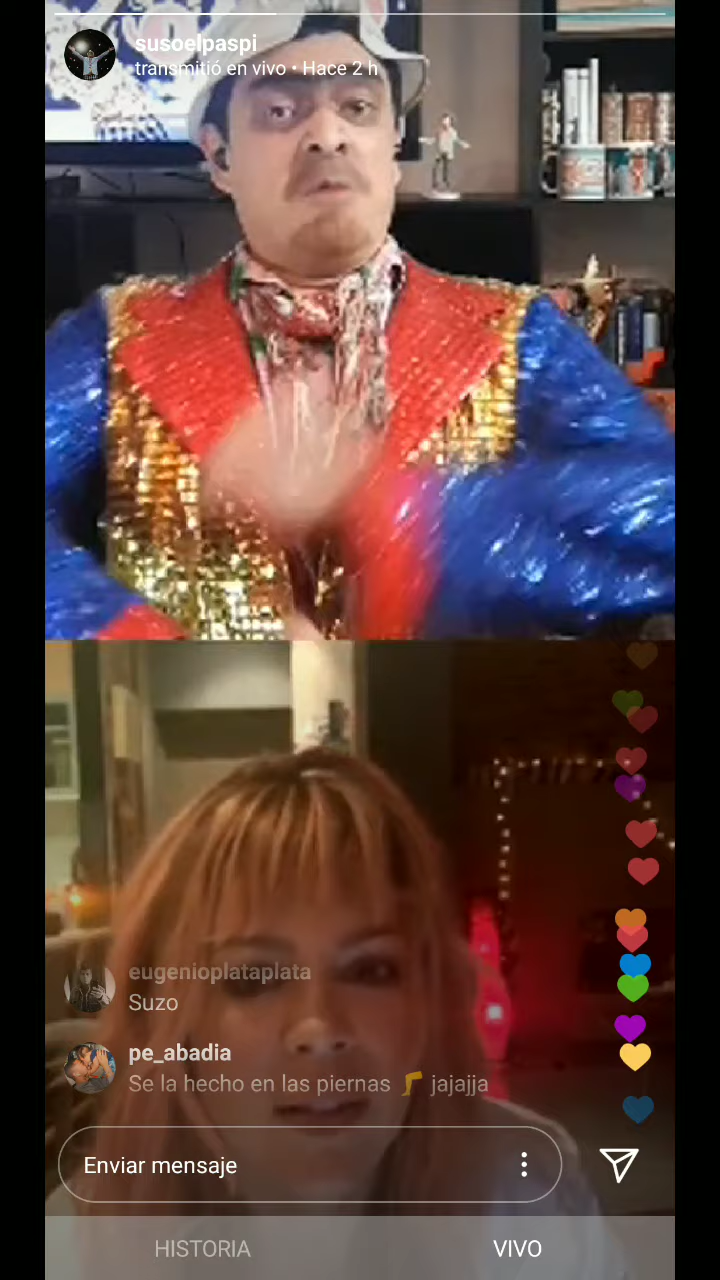 susoelpaspi
transmitió en vivo • Hace 2 h
eugenioplataplata
Suzo
pe_abadia
Se la hecho en las piernas 🦵 jajajja
Enviar mensaje
HISTORIA
VIVO